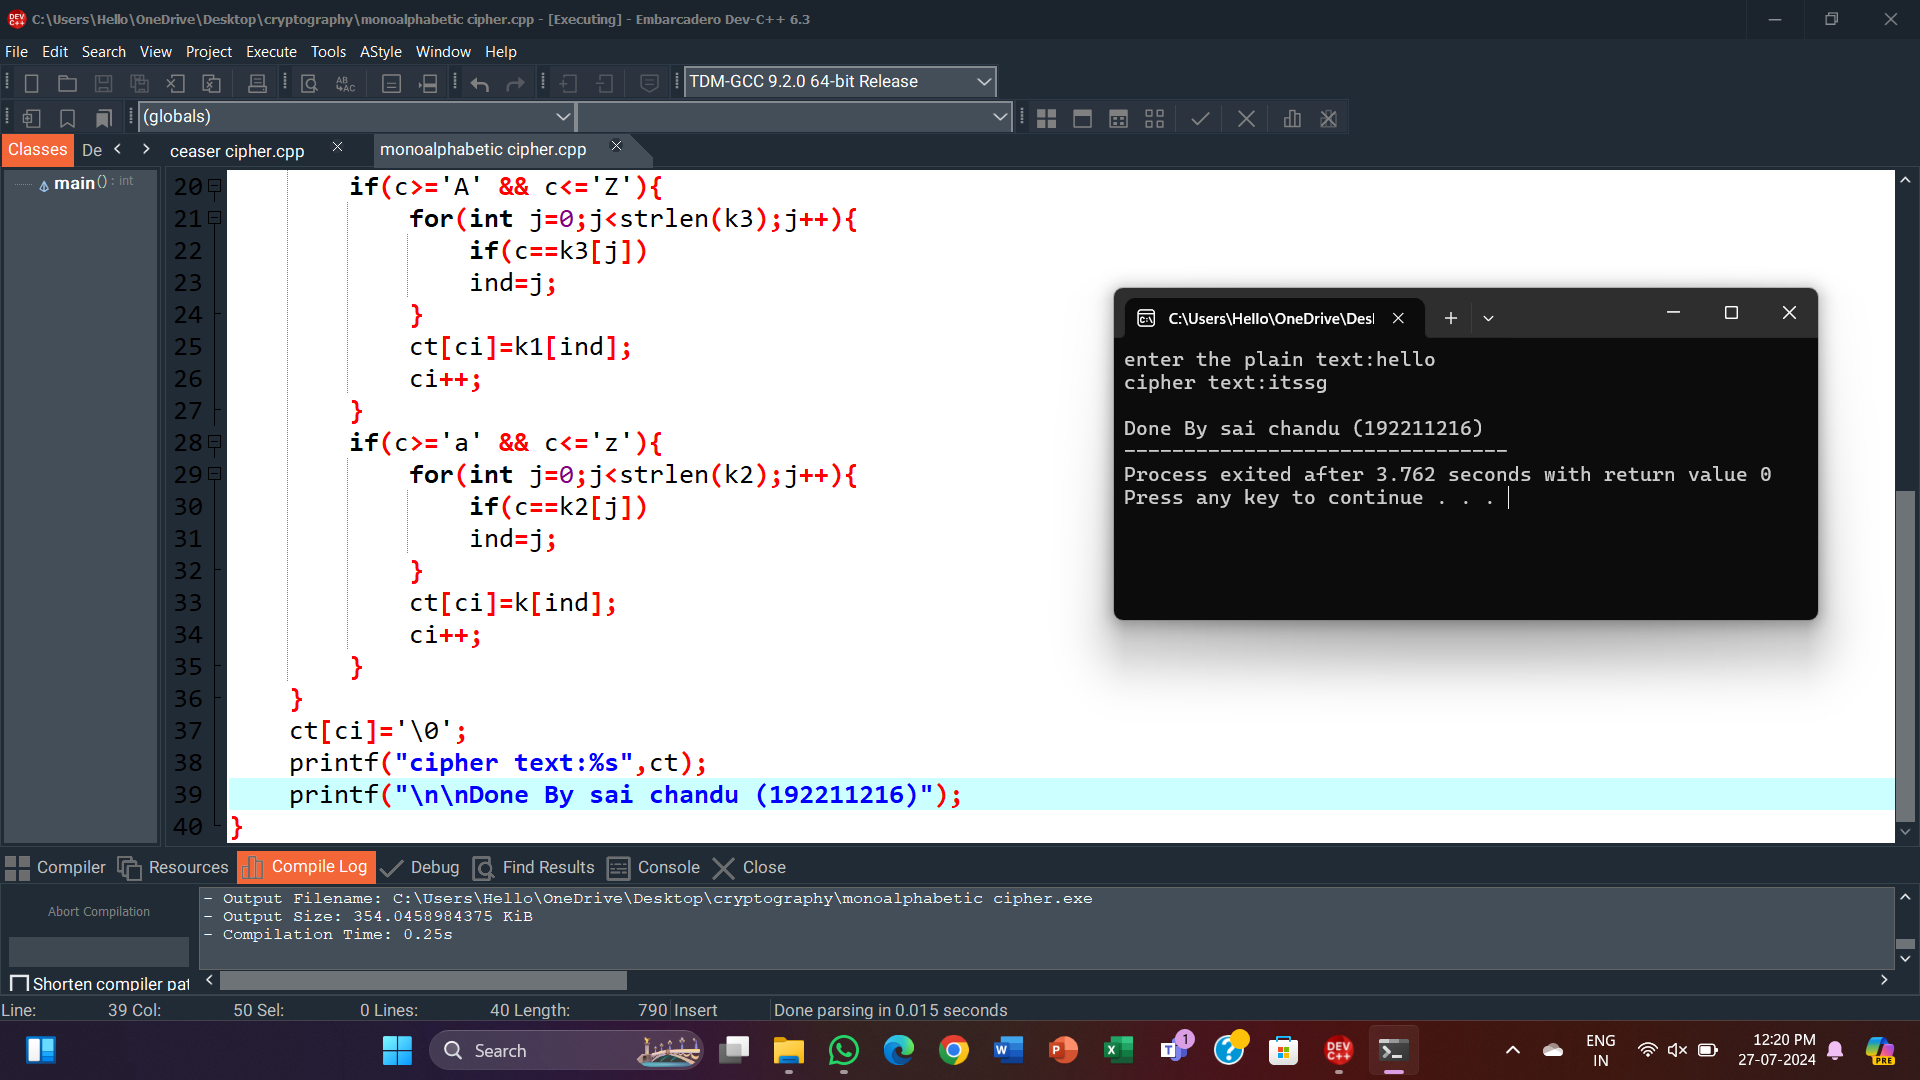 C:\Users\Hello\OneDrive\Desktop\cryptography\monoalphabetic cipher.cpp - [Executing] - Embarcadero Dev-C++ 6.3
File Edit Search View Project Execute Tools AStyle Window Help
TDM-GCC 9.2.0 64-bit Release
(globals)
Classes De ceaser cipher.cpp monoalphabetic cipher.cpp
main() : int
20 if(c>='A' && c<='Z'){
21 for(int j=0;j<strlen(k3);j++){
22 if(c==k3[j])
23 ind=j;
24 }
25 ct[ci]=k1[ind];
26 ci++;
27 }
28 if(c>='a' && c<='z'){
29 for(int j=0;j<strlen(k2);j++){
30 if(c==k2[j])
31 ind=j;
32 }
33 ct[ci]=k[ind];
34 ci++;
35 }
36 }
37 ct[ci]='\0';
38 printf("cipher text:%s",ct);
39 printf("\n\nDone By sai chandu (192211216)");
40 }
C:\Users\Hello\OneDrive\Des
enter the plain text:hello
cipher text:itssg
Done By sai chandu (192211216)
--------------------------------
Process exited after 3.762 seconds with return value 0
Press any key to continue . . .
Compiler Resources Compile Log Debug Find Results Console Close
Abort Compilation
Shorten compiler pat
- Output Filename: C:\Users\Hello\OneDrive\Desktop\cryptography\monoalphabetic cipher.exe
- Output Size: 354.0458984375 KiB
- Compilation Time: 0.25s
Line: 39 Col: 50 Sel: 0 Lines: 40 Length: 790 Insert Done parsing in 0.015 seconds
Search
1
ENG
IN
12:20 PM
27-07-2024
PRE